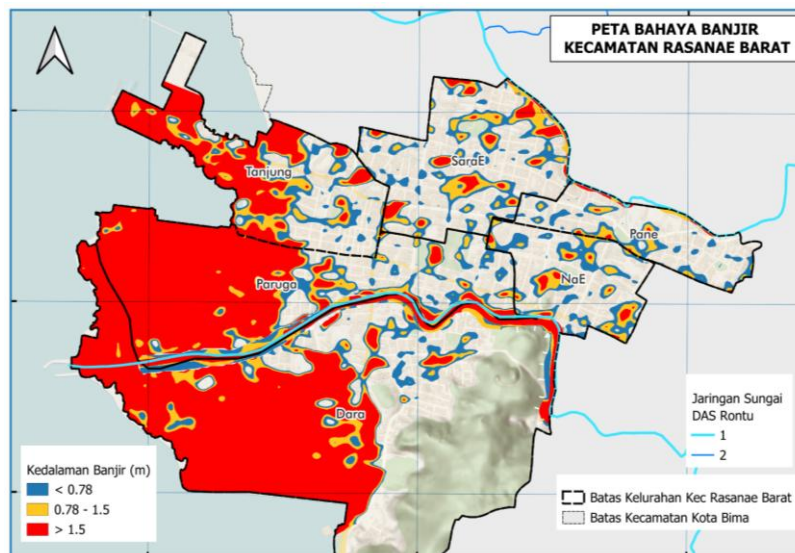 PETA BAHAYA BANJIR
KECAMATAN RASANAE BARAT
SaraE
Tanjung
Pane
NaE
Paruga
Dara
Kedalaman Banjir (m)
< 0.78
0.78 - 1.5
> 1.5
Jaringan Sungai
DAS Rontu
1
2
Batas Kelurahan Kec Rasanae Barat
Batas Kecamatan Kota Bima